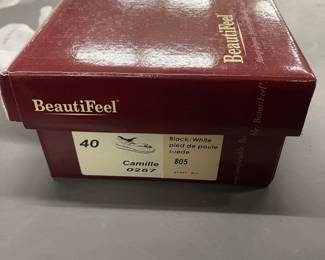 BeautiFeel
BeautiFeel
40
Camille
0267
Black/White
pied de poule
suede
805